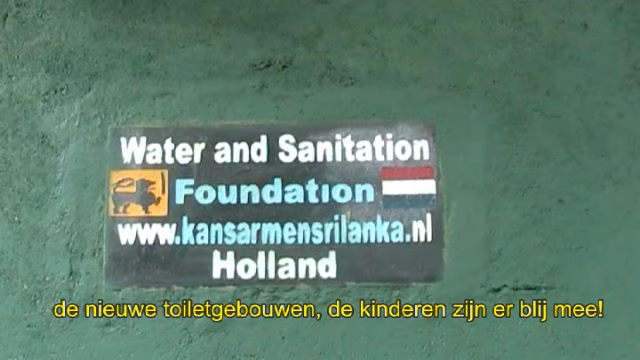 Water and Sanitation
Foundation
www.kansarmensrilanka.nl
Holland
de nieuwe toiletgebouwen, de kinderen zijn er blij mee!